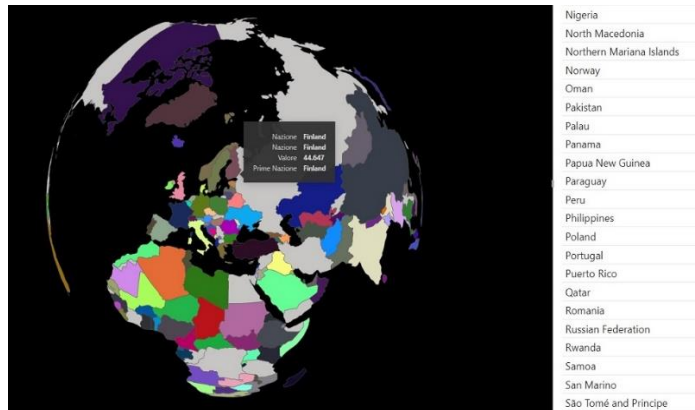 Nazione Finland
Nazione Finland
Valore 44.647
Prime Nazione Finland
Nigeria
North Macedonia
Northern Mariana Islands
Norway
Oman
Pakistan
Palau
Panama
Papua New Guinea
Paraguay
Peru
Philippines
Poland
Portugal
Puerto Rico
Qatar
Romania
Russian Federation
Rwanda
Samoa
San Marino
São Tomé and Principe